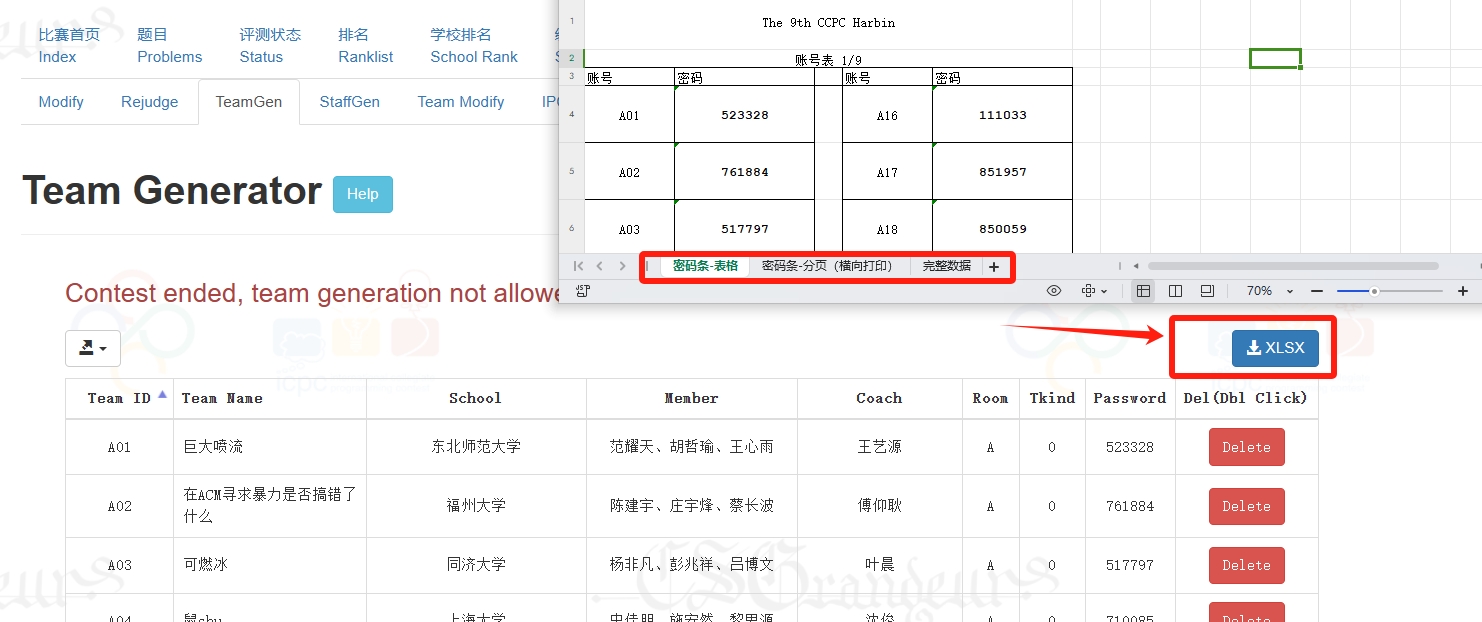 比赛首页 题目 评测状态 排名 学校排名
Index Problems Status Ranklist School Rank
Modify Rejudge TeamGen StaffGen Team Modify
Team Generator Help
1 The 9th CCPC Harbin
2 账号表 1/9
3 账号 密码 账号 密码
4 A01 523328 A16 111033
5 A02 761884 A17 851957
6 A03 517797 A18 850059
密码条-表格 密码条-分页（横向打印） 完整数据 +
70%
Contest ended, team generation not allowe
XLSX
Team ID Team Name School Member Coach Room Tkind Password Del(Dbl Click)
A01 巨大喷流 东北师范大学 范耀天、胡哲瑜、王心雨 王艺源 A 0 523328 Delete
A02 在ACM寻求暴力是否搞错了 福州大学 陈建宇、庄宇烽、蔡长波 傅仰耿 A 0 761884 Delete
什么
A03 可燃冰 同济大学 杨非凡、彭兆祥、吕博文 叶晨 A 0 517797 Delete
A04 上海大学 沈俊 A 0 710085 Delete
CSGrandeurs
icpc